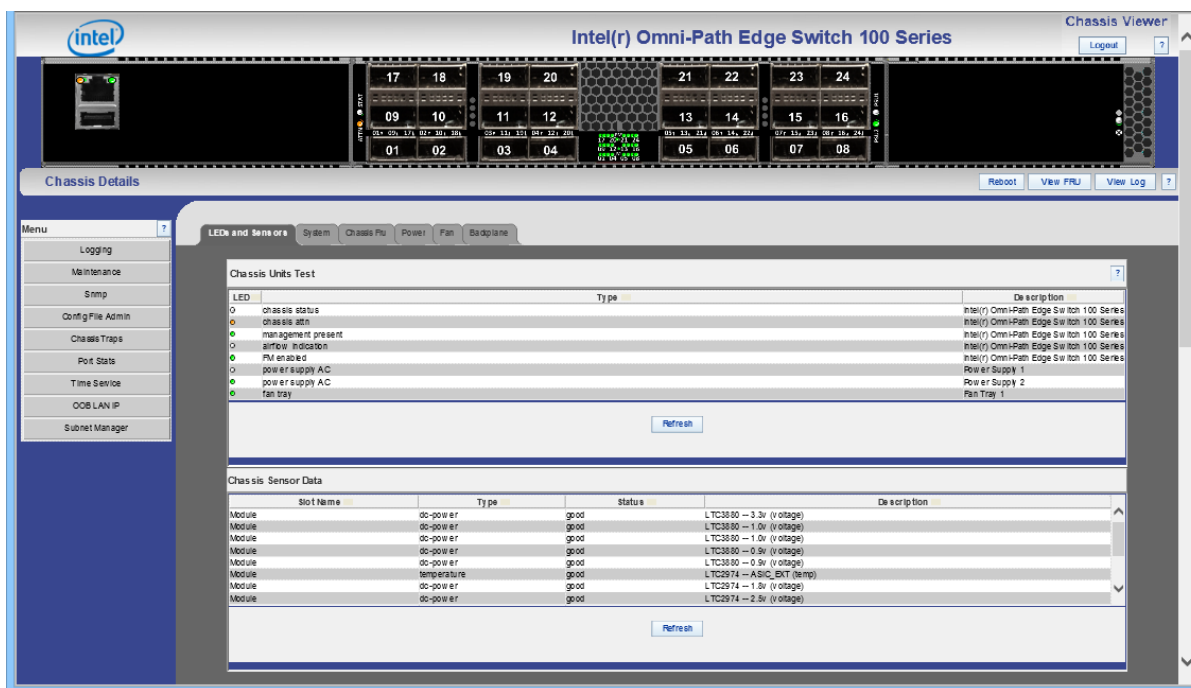 Chassis Viewer
intel
Intel(r) Omni-Path Edge Switch 100 Series
Logout ?
17 18 19 20 21 22 23 24
STAT PSU1
09 10 11 12 13 14 15 16
ATTN PSU2
01 02 03 04 05 06 07 08
Chassis Details Reboot View FRU View Log ?
Menu ?
Logging
Maintenance
Snmp
Config File Admin
Chassis Traps
Port Stats
Time Service
OOB LAN IP
Subnet Manager
LEDs and Sensors System Chassis Fru Power Fan Backplane
Chassis Units Test ?
LED Type Description
chassis status Intel(r) Omni-Path Edge Switch 100 Series
chassis attn Intel(r) Omni-Path Edge Switch 100 Series
management present Intel(r) Omni-Path Edge Switch 100 Series
airflow indication Intel(r) Omni-Path Edge Switch 100 Series
FM enabled Intel(r) Omni-Path Edge Switch 100 Series
power supply AC Power Supply 1
power supply AC Power Supply 2
fan tray Fan Tray 1
Refresh
Chassis Sensor Data
Slot Name Type Status Description
Module dc-power good LTC3880 -- 3.3v (voltage)
Module dc-power good LTC3880 -- 1.0v (voltage)
Module dc-power good LTC3880 -- 1.0v (voltage)
Module dc-power good LTC3880 -- 0.9v (voltage)
Module dc-power good LTC3880 -- 0.9v (voltage)
Module temperature good LTC2974 -- ASIC_EXT (temp)
Module dc-power good LTC2974 -- 1.8v (voltage)
Module dc-power good LTC2974 -- 2.5v (voltage)
Refresh